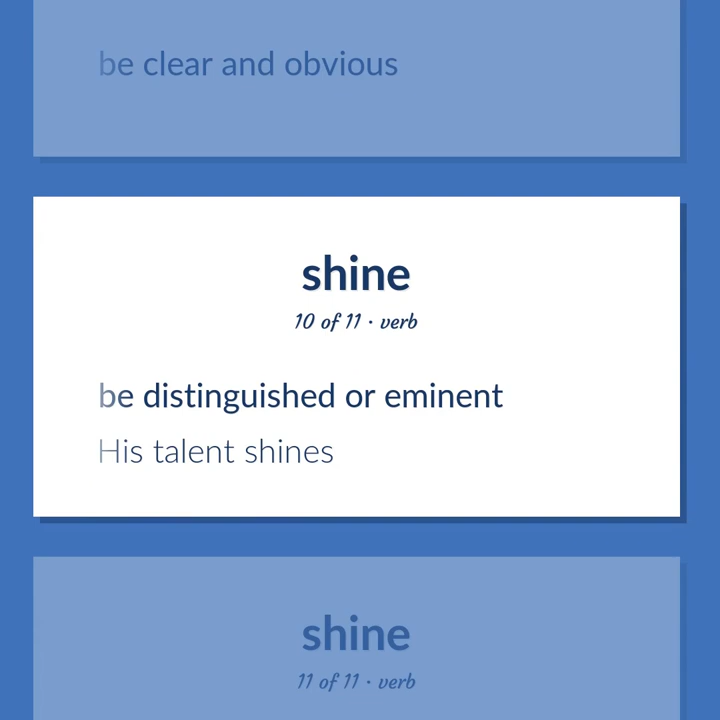 be clear and obvious
shine
10 of 11 · verb
be distinguished or eminent
His talent shines
shine
11 of 11 · verb